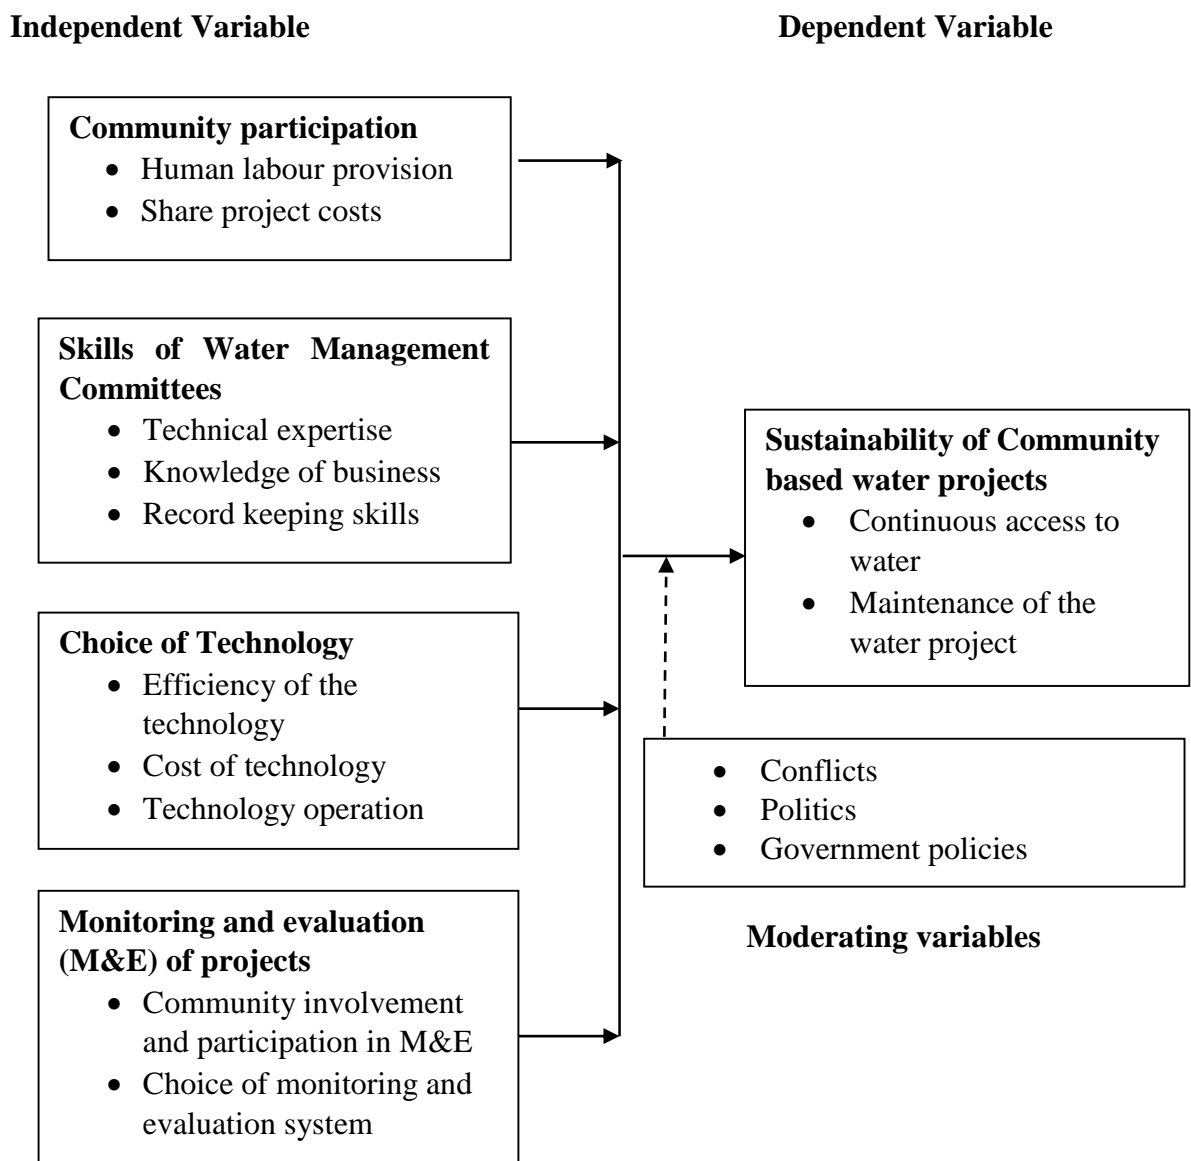 Independent Variable
Dependent Variable
Community participation
• Human labour provision
• Share project costs
Skills of Water Management
Committees
• Technical expertise
• Knowledge of business
• Record keeping skills
Choice of Technology
• Efficiency of the
technology
• Cost of technology
• Technology operation
Monitoring and evaluation
(M&E) of projects
• Community involvement
and participation in M&E
• Choice of monitoring and
evaluation system
Sustainability of Community
based water projects
• Continuous access to
water
• Maintenance of the
water project
• Conflicts
• Politics
• Government policies
Moderating variables